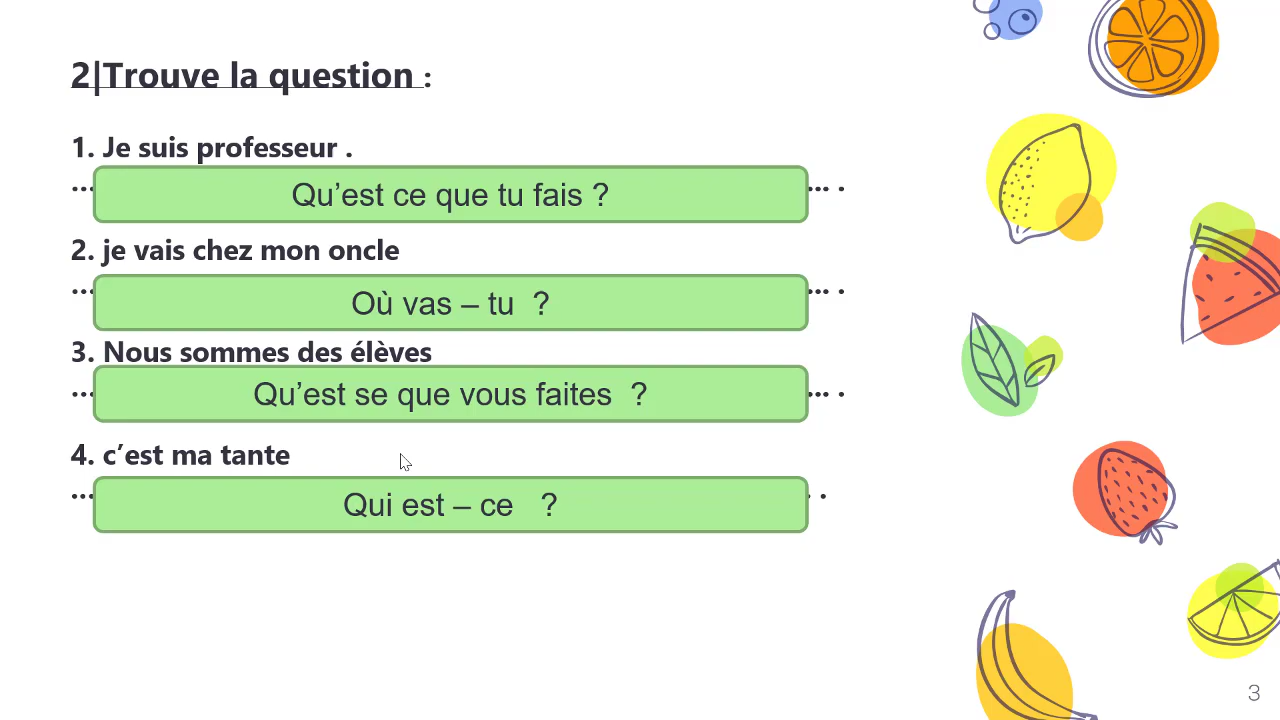 2|Trouve la question :
1. Je suis professeur .
... Qu’est ce que tu fais ? ... .
2. je vais chez mon oncle
... Où vas – tu ? ... .
3. Nous sommes des élèves
... Qu’est se que vous faites ? ... .
4. c’est ma tante
... Qui est – ce ? . .
3